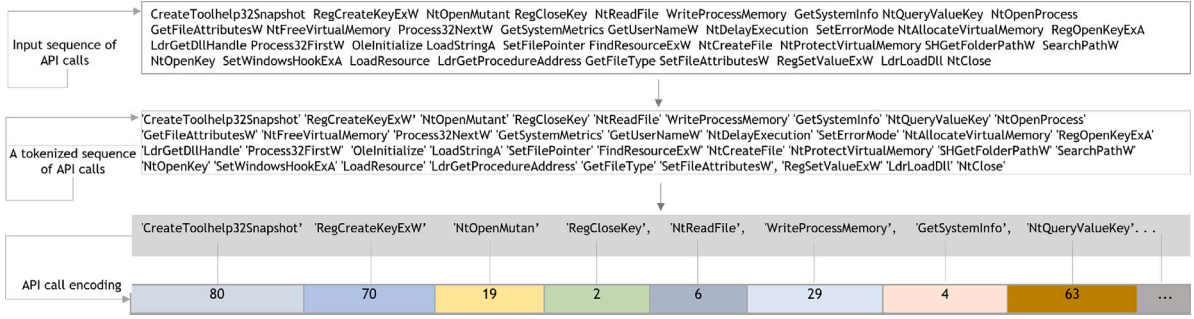 Input sequence of
API calls
CreateToolhelp32Snapshot RegCreateKeyExW NtOpenMutant RegCloseKey NtReadFile WriteProcessMemory GetSystemInfo NtQueryValueKey NtOpenProcess
GetFileAttributesW NtFreeVirtualMemory Process32NextW GetSystemMetrics GetUserNameW NtDelayExecution SetErrorMode NtAllocateVirtualMemory RegOpenKeyExA
LdrGetDllHandle Process32FirstW OleInitialize LoadStringA SetFilePointer FindResourceExW NtCreateFile NtProtectVirtualMemory SHGetFolderPathW SearchPathW
NtOpenKey SetWindowsHookExA LoadResource LdrGetProcedureAddress GetFileType SetFileAttributesW RegSetValueExW LdrLoadDll NtClose
A tokenized sequence
of API calls
'CreateToolhelp32Snapshot' 'RegCreateKeyExW' 'NtOpenMutant' 'RegCloseKey' 'NtReadFile' 'WriteProcessMemory' 'GetSystemInfo' 'NtQueryValueKey' 'NtOpenProcess'
'GetFileAttributesW' 'NtFreeVirtualMemory' 'Process32NextW' 'GetSystemMetrics' 'GetUserNameW' 'NtDelayExecution' 'SetErrorMode' 'NtAllocateVirtualMemory' 'RegOpenKeyExA'
'LdrGetDllHandle' 'Process32FirstW' 'OleInitialize' 'LoadStringA' 'SetFilePointer' 'FindResourceExW' 'NtCreateFile' 'NtProtectVirtualMemory' 'SHGetFolderPathW' 'SearchPathW'
'NtOpenKey' 'SetWindowsHookExA' 'LoadResource' 'LdrGetProcedureAddress' 'GetFileType' 'SetFileAttributesW', 'RegSetValueExW' 'LdrLoadDll' 'NtClose'
'CreateToolhelp32Snapshot' 'RegCreateKeyExW' 'NtOpenMutan' 'RegCloseKey', 'NtReadFile', 'WriteProcessMemory', 'GetSystemInfo', 'NtQueryValueKey'. . .
API call encoding
80 70 19 2 6 29 4 63 ...